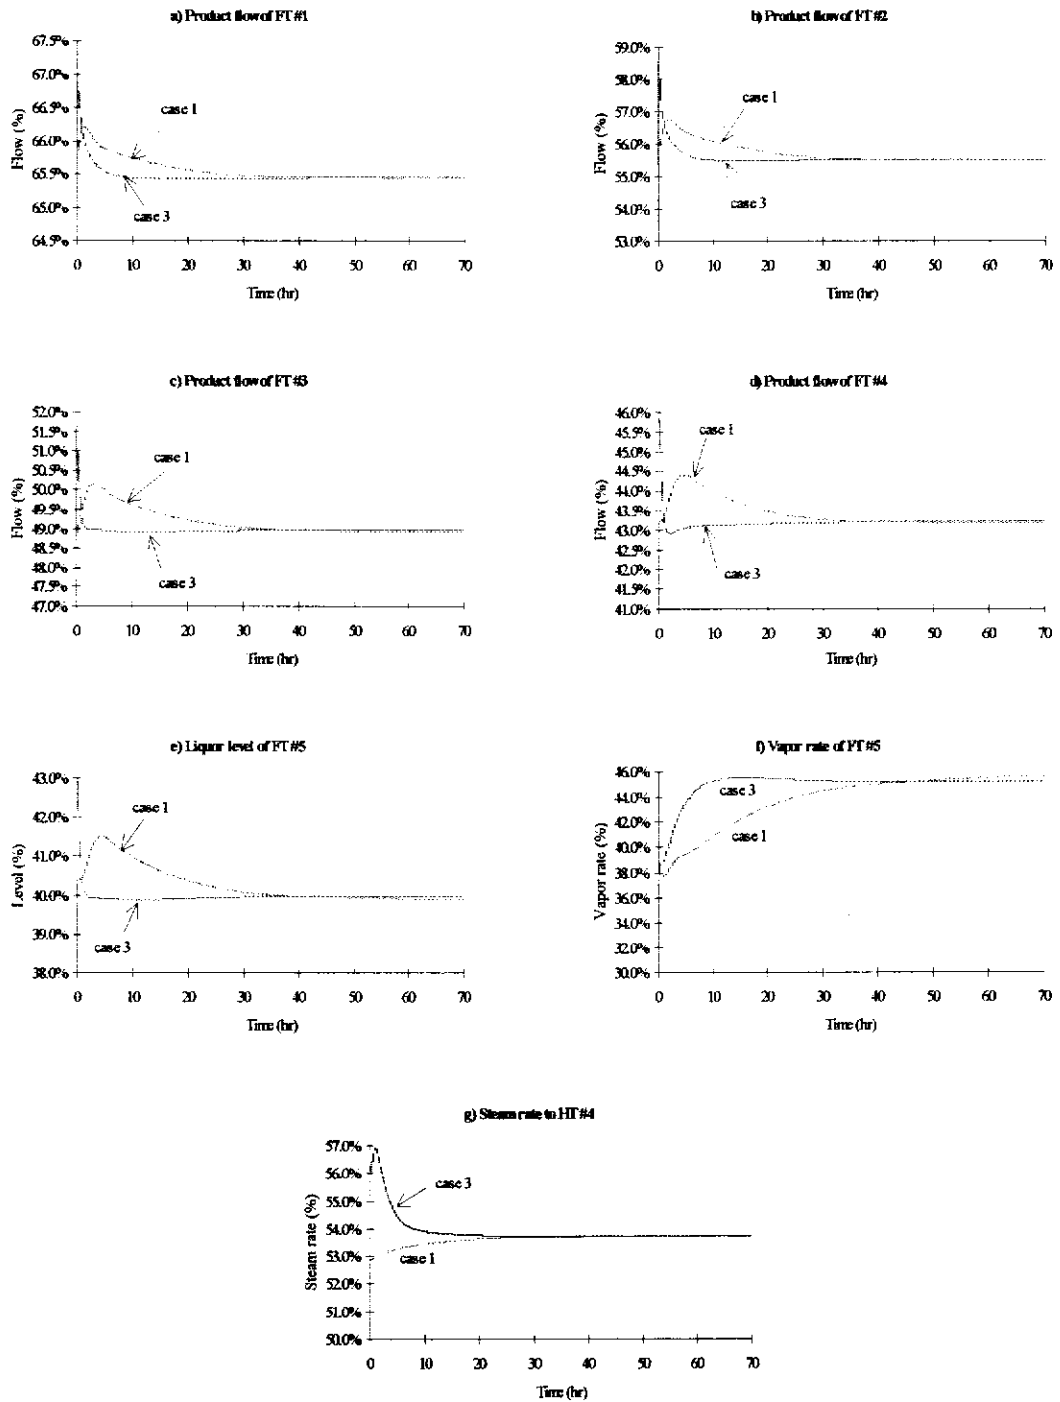 a) Product flow of FT #1
67.5%
67.0%
66.5%
66.0%
65.5%
65.0%
64.5%
Flow (%)
case 1
case 3
0 10 20 30 40 50 60 70
Time (hr)
b) Product flow of FT #2
59.0%
58.0%
57.0%
56.0%
55.0%
54.0%
53.0%
Flow (%)
case 1
case 3
0 10 20 30 40 50 60 70
Time (hr)
c) Product flow of FT #3
52.0%
51.5%
51.0%
50.5%
50.0%
49.5%
49.0%
48.5%
48.0%
47.5%
47.0%
Flow (%)
case 1
case 3
0 10 20 30 40 50 60 70
Time (hr)
d) Product flow of FT #4
46.0%
45.5%
45.0%
44.5%
44.0%
43.5%
43.0%
42.5%
42.0%
41.5%
41.0%
Flow (%)
case 1
case 3
0 10 20 30 40 50 60 70
Time (hr)
e) Liquor level of FT #5
43.0%
42.0%
41.0%
40.0%
39.0%
38.0%
Level (%)
case 1
case 3
0 10 20 30 40 50 60 70
Time (hr)
f) Vapor rate of FT #5
46.0%
44.0%
42.0%
40.0%
38.0%
36.0%
34.0%
32.0%
30.0%
Vapor rate (%)
case 3
case 1
0 10 20 30 40 50 60 70
Time (hr)
g) Steam rate to HT #4
57.0%
56.0%
55.0%
54.0%
53.0%
52.0%
51.0%
50.0%
Steam rate (%)
case 3
case 1
0 10 20 30 40 50 60 70
Time (hr)